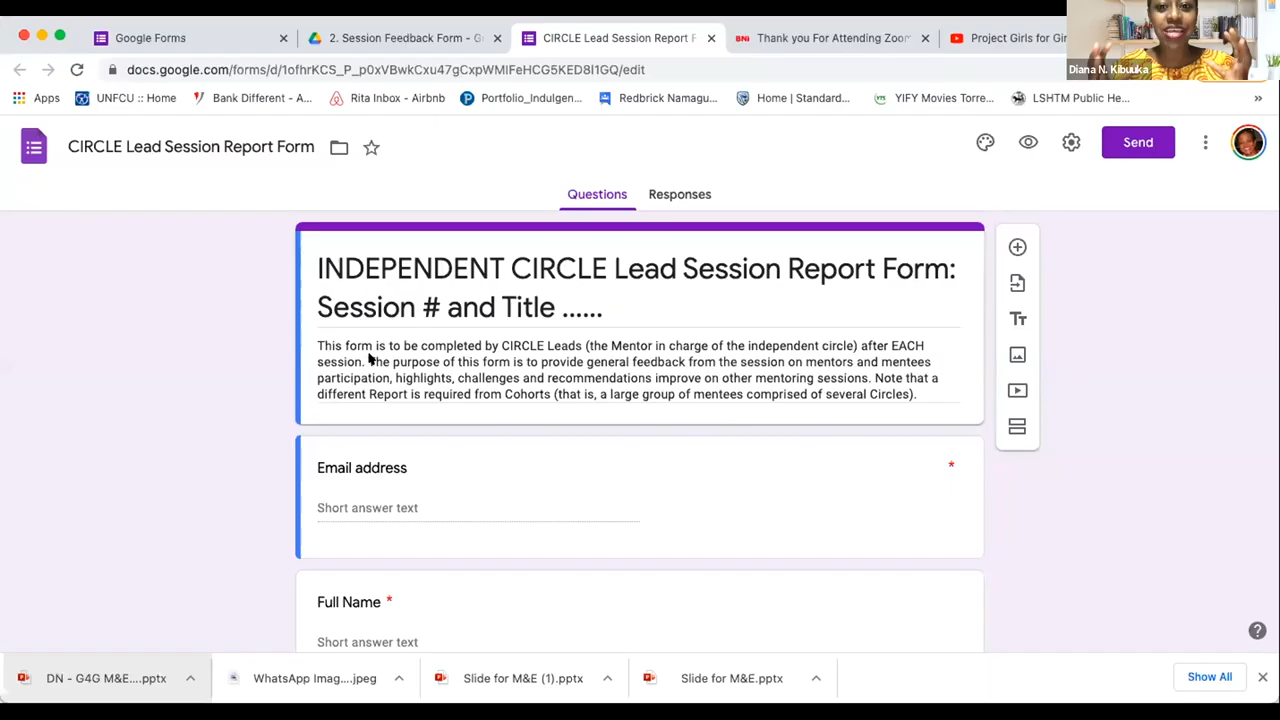 Google Forms
2. Session Feedback Form – G
CIRCLE Lead Session Report F
BNI
Thank you For Attending Zoom
Project Girls for Gir
Diana N. Kibuuka
Apps
UNFCU :: Home
Bank Different - A...
Rita Inbox - Airbnb
Portfolio_Indulgen...
Redbrick Namagu...
Home | Standard...
YIFY Movies Torre...
LSHTM Public He...
CIRCLE Lead Session Report Form
Send
Questions
Responses
INDEPENDENT CIRCLE Lead Session Report Form:
Session # and Title ......
This form is to be completed by CIRCLE Leads (the Mentor in charge of the independent circle) after EACH
session. The purpose of this form is to provide general feedback from the session on mentors and mentees
participation, highlights, challenges and recommendations improve on other mentoring sessions. Note that a
different Report is required from Cohorts (that is, a large group of mentees comprised of several Circles).
Email address *
Short answer text
Full Name *
Short answer text
DN - G4G M&E....pptx
WhatsApp Imag....jpeg
Slide for M&E (1).pptx
Slide for M&E.pptx
Show All